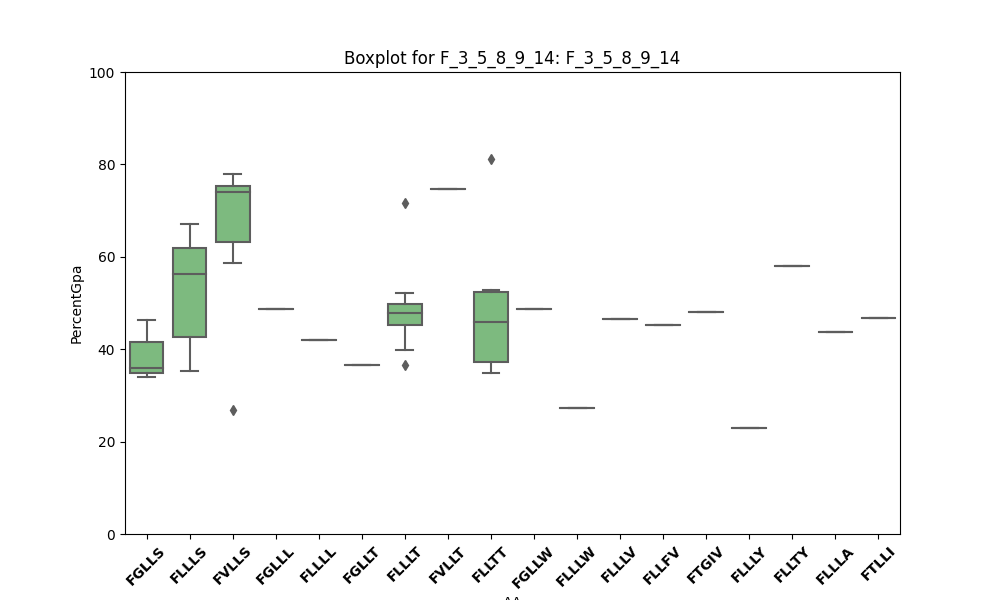 Boxplot for F_3_5_8_9_14: F_3_5_8_9_14
100
80
60
40
20
0
PercentGpa
FGLLS FLLLS FVLLS FGLLL FLLLL FGLLT FLLLT FVLLT FLLTT FGLLW FLLLW FLLLV FLLFV FTGIV FLLLY FLLTY FLLLA FTLLI